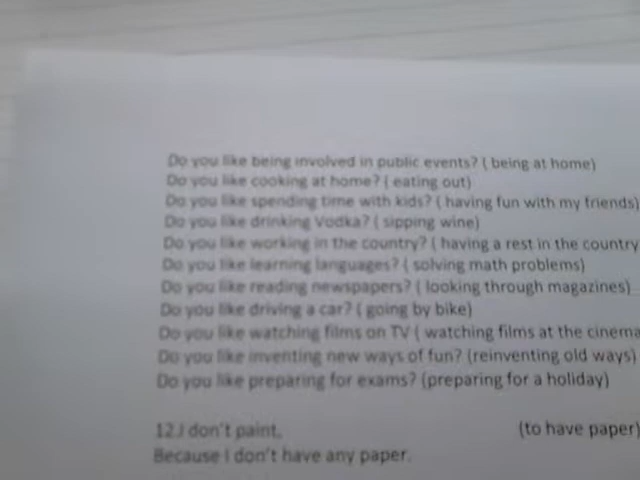 Do you like being involved in public events? ( being at home)
Do you like cooking at home? ( eating out)
Do you like spending time with kids? ( having fun with my friends)
Do you like drinking Vodka? ( sipping wine)
Do you like working in the country? ( having a rest in the country
Do you like learning languages? ( solving math problems)
Do you like reading newspapers? ( looking through magazines)
Do you like driving a car? ( going by bike)
Do you like watching films on TV ( watching films at the cinema
Do you like inventing new ways of fun? (reinventing old ways)
Do you like preparing for exams? (preparing for a holiday)
12.I don't paint, (to have paper)
Because I don't have any paper.